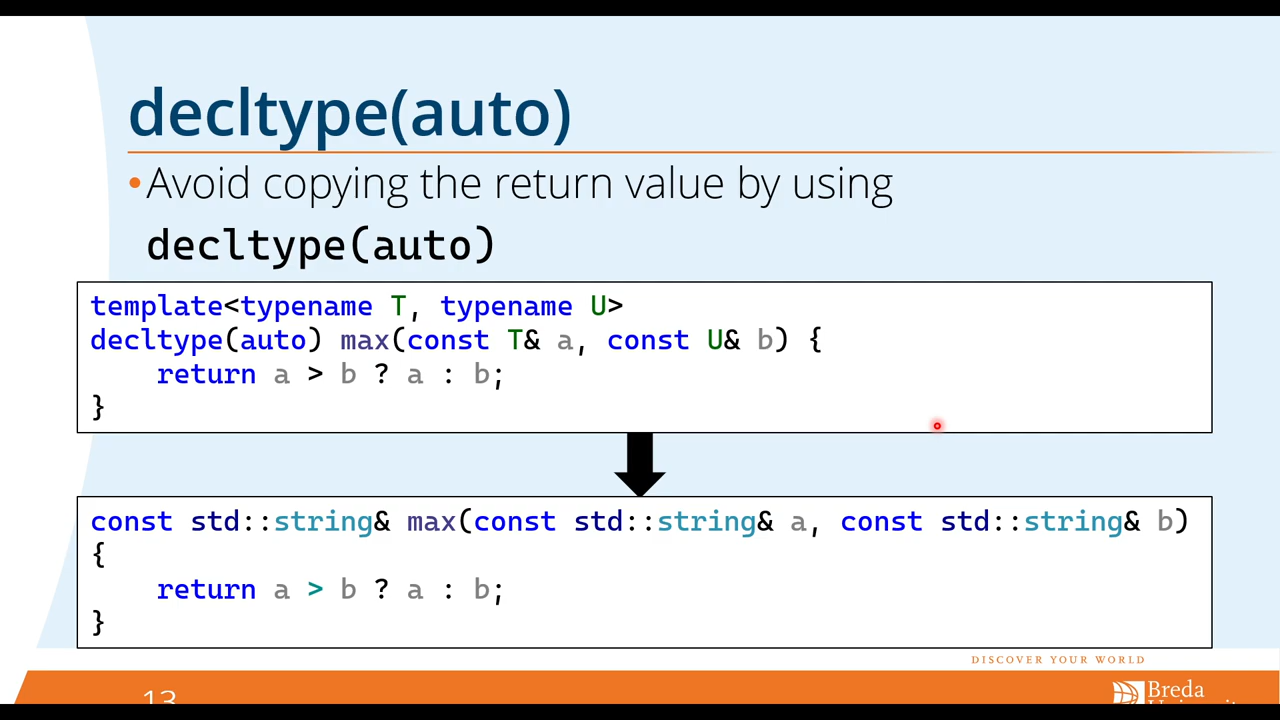 decltype(auto)
•Avoid copying the return value by using
decltype(auto)
template<typename T, typename U>
decltype(auto) max(const T& a, const U& b) {
    return a > b ? a : b;
}
const std::string& max(const std::string& a, const std::string& b)
{
    return a > b ? a : b;
}
DISCOVER YOUR WORLD
13
Breda